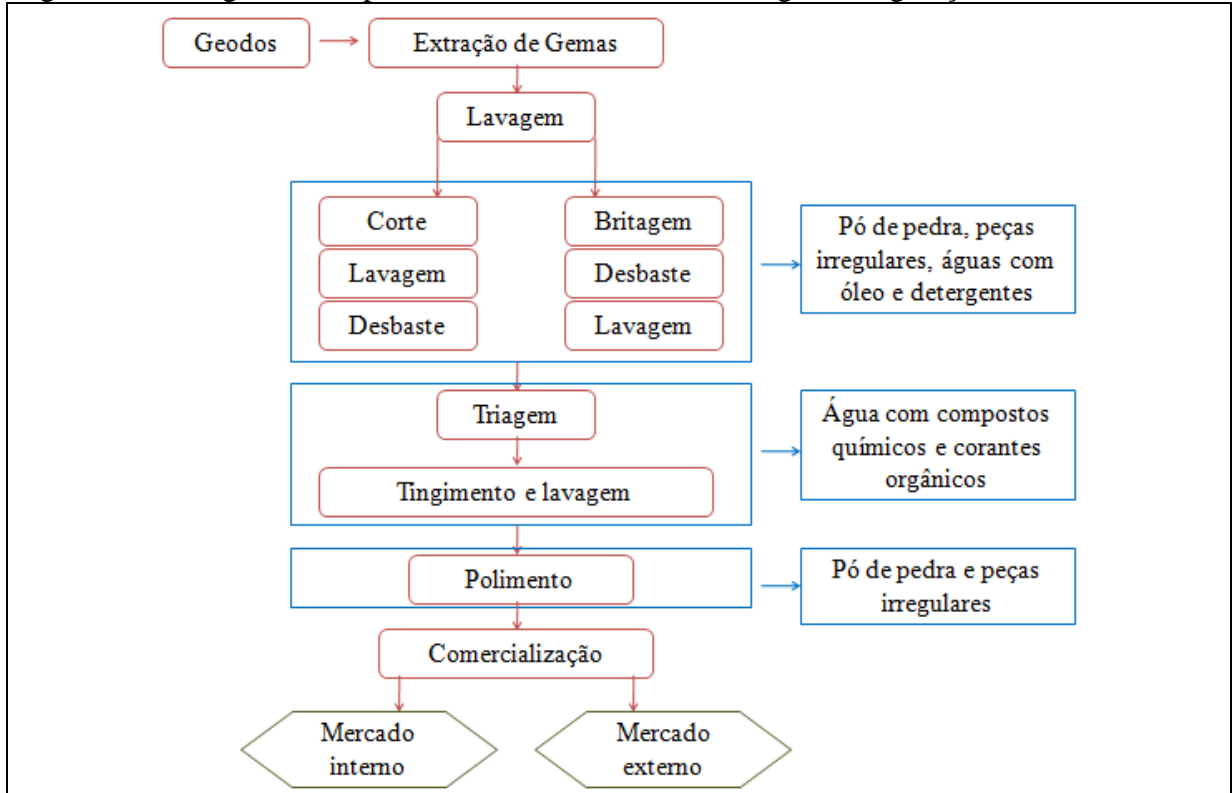 Geodos
Extração de Gemas
Lavagem
Corte
Lavagem
Desbaste
Britagem
Desbaste
Lavagem
Pó de pedra, peças
irregulares, águas com
óleo e detergentes
Triagem
Tingimento e lavagem
Água com compostos
químicos e corantes
orgânicos
Polimento
Pó de pedra e peças
irregulares
Comercialização
Mercado
interno
Mercado
externo